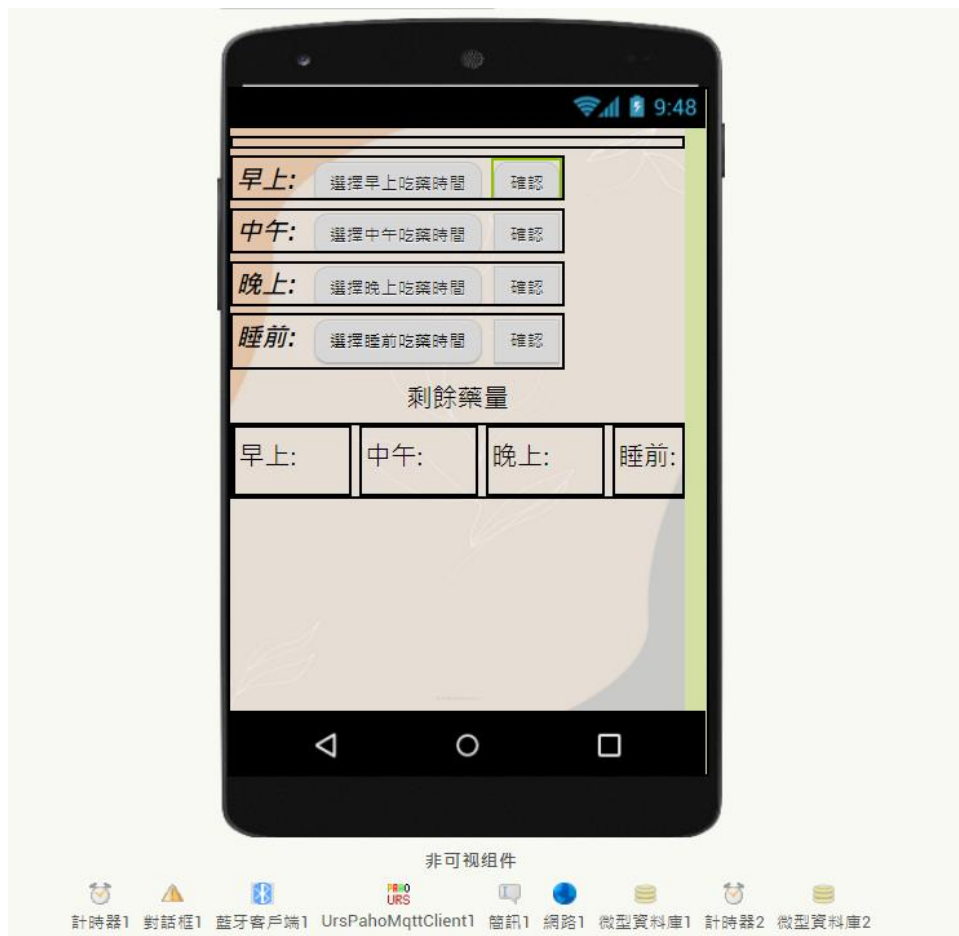 9:48
早上: 選擇早上吃藥時間 確認
中午: 選擇中午吃藥時間 確認
晚上: 選擇晚上吃藥時間 確認
睡前: 選擇睡前吃藥時間 確認
剩餘藥量
早上: 中午: 晚上: 睡前:
非可视组件
PAHO
URS
計時器1 對話框1 藍牙客戶端1 UrsPahoMqttClient1 簡訊1 網路1 微型資料庫1 計時器2 微型資料庫2